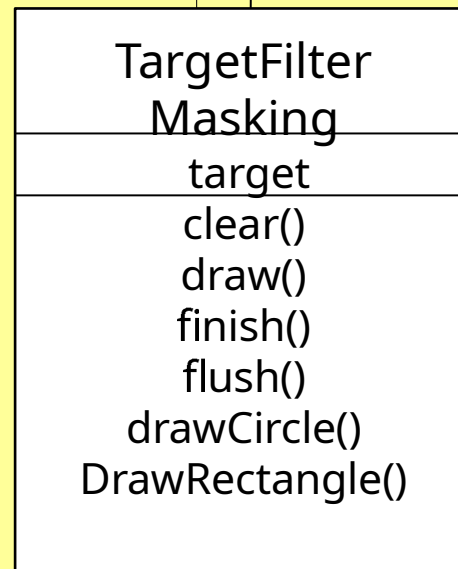 TargetFilter
Masking
target
clear()
draw()
finish()
flush()
drawCircle()
DrawRectangle()